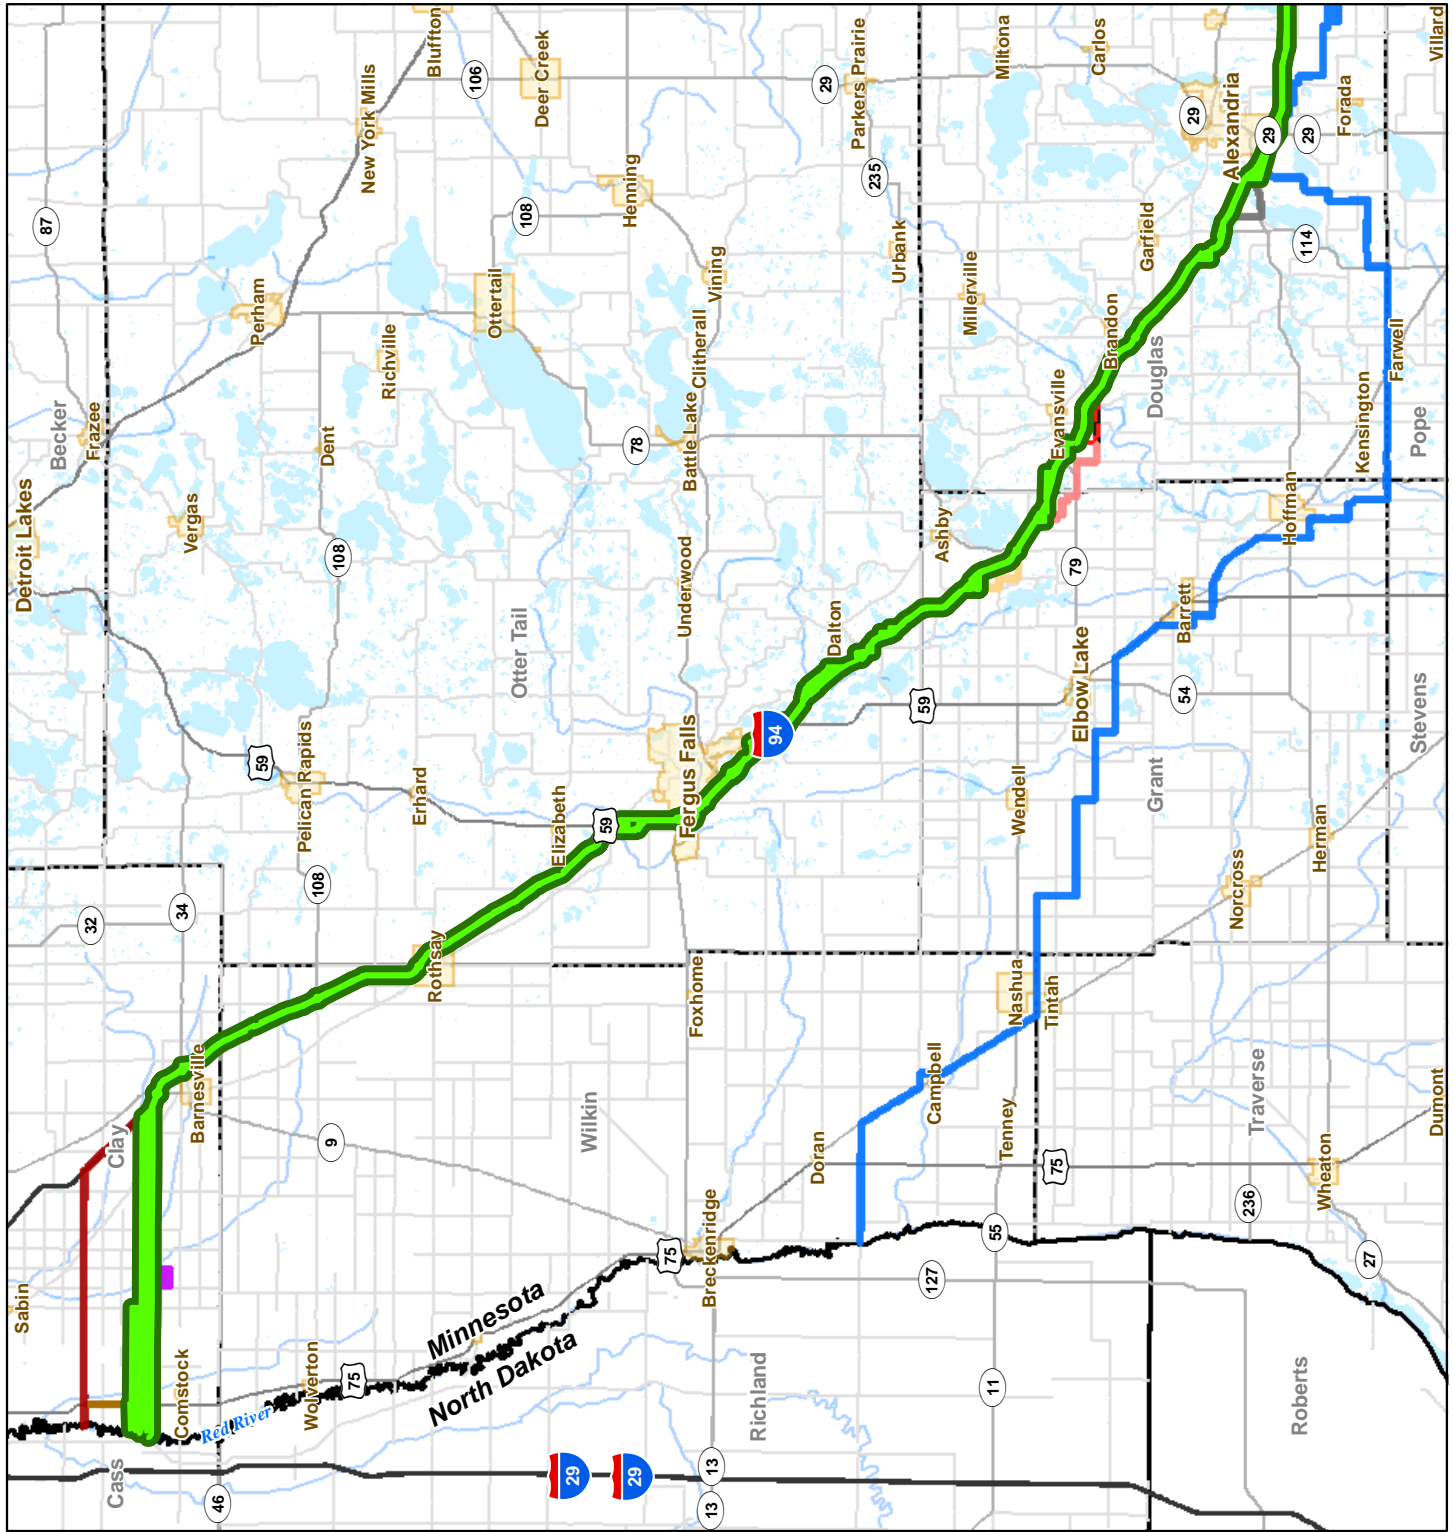 Detroit Lakes
Becker
Frazee
87
Bluffton
New York Mills
106
Deer Creek
29
Parkers Prairie
Miltona
Carlos
Villard
Vergas
Dent
Perham
Richville
Ottertail
108
Henning
Vining
235
Urbank
Millerville
Garfield
29
Alexandria
29
29
Forada
114
108
Otter Tail
78
Battle Lake
Clitherall
Underwood
Evansville
Brandon
Douglas
Kensington
Farwell
Pope
Ashby
79
Hoffman
Barrett
Dalton
59
Elbow Lake
54
Stevens
59
Pelican Rapids
Erhard
Elizabeth
59
Fergus Falls
94
Wendell
Grant
Herman
Norcross
32
34
108
Rothsay
Foxhome
Nashua
Tintah
Clay
Barnesville
9
Wilkin
Doran
Campbell
Tenney
75
Traverse
Wheaton
Dumont
236
27
Sabin
Comstock
Wolverton
75
Red River
Minnesota
North Dakota
75
Breckenridge
127
55
Cass
46
29
29
Richland
13
13
11
Roberts